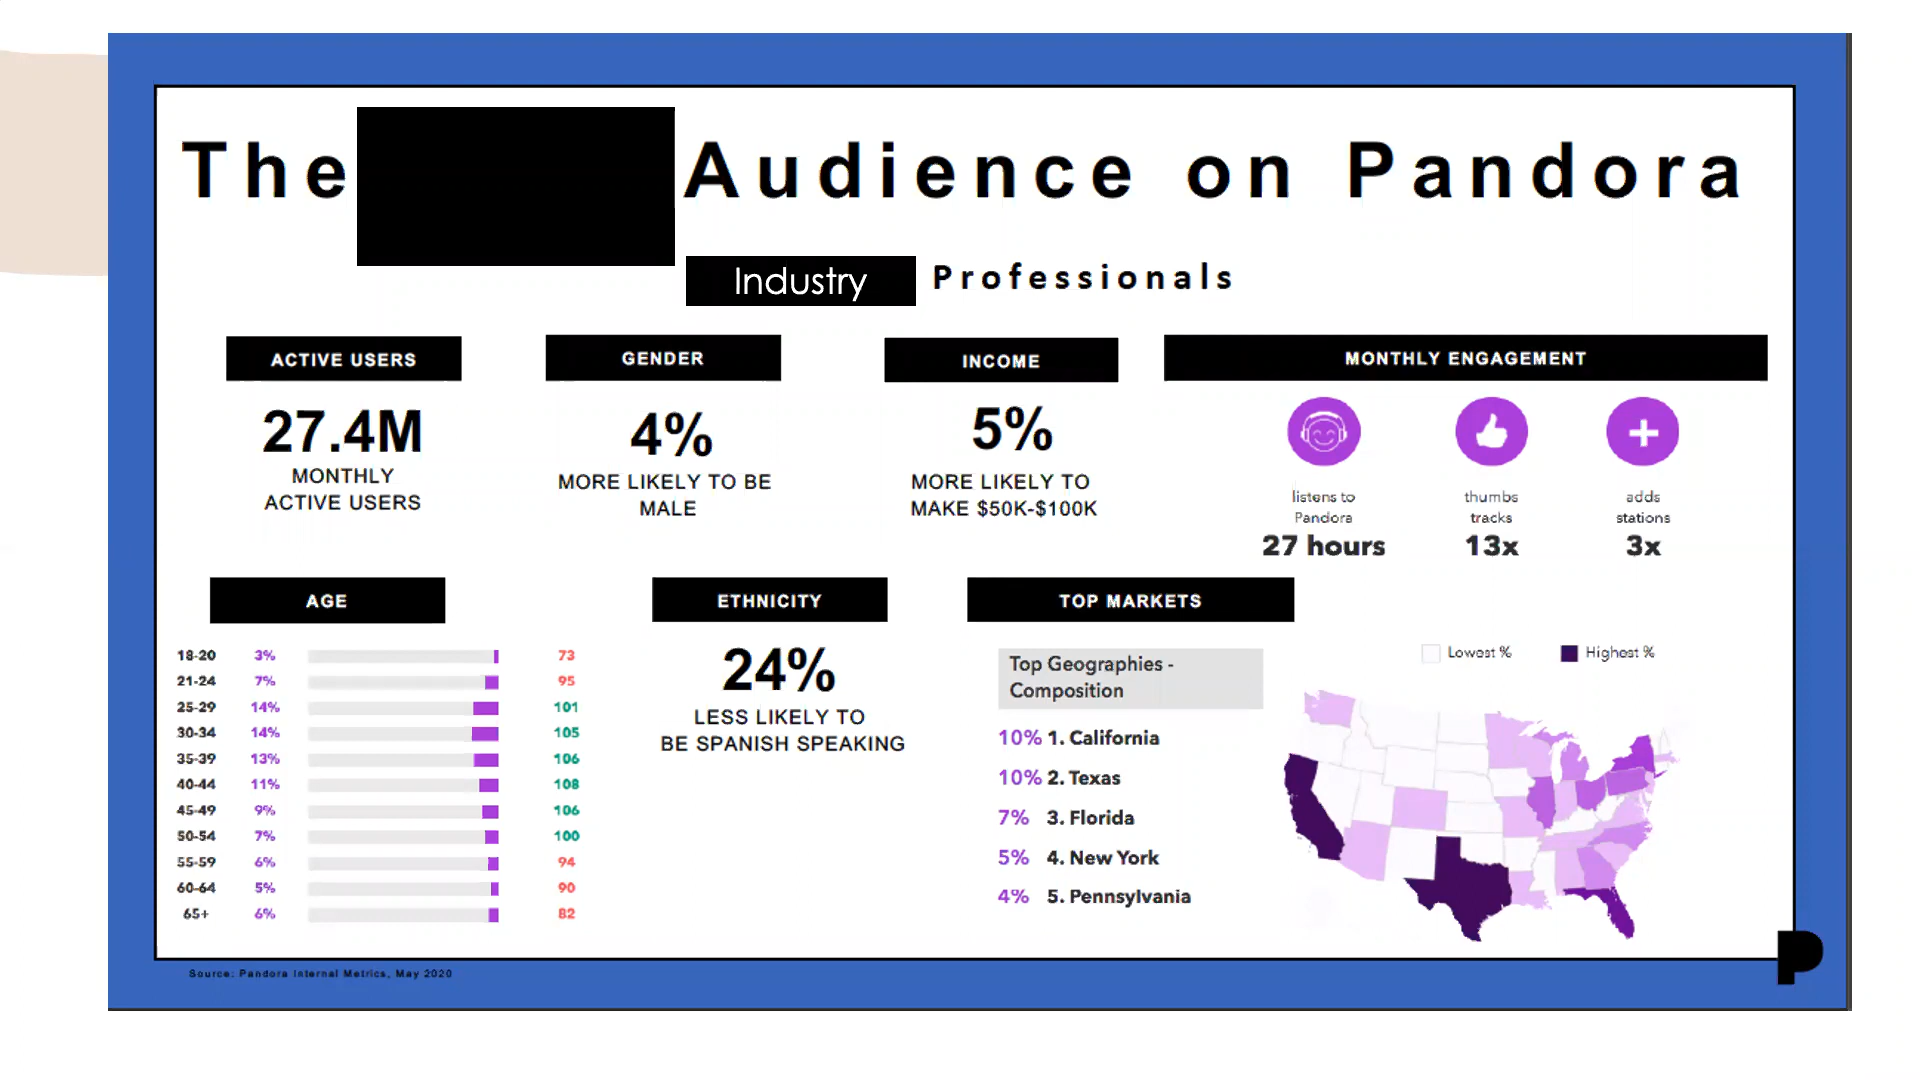 The Audience on Pandora
Industry Professionals
ACTIVE USERS
27.4M
MONTHLY
ACTIVE USERS
GENDER
4%
MORE LIKELY TO BE
MALE
INCOME
5%
MORE LIKELY TO
MAKE $50K-$100K
MONTHLY ENGAGEMENT
listens to
Pandora
27 hours
thumbs
tracks
13x
adds
stations
3x
AGE
18-20 3% 73
21-24 7% 95
25-29 14% 101
30-34 14% 105
35-39 13% 106
40-44 11% 108
45-49 9% 106
50-54 7% 100
55-59 6% 94
60-64 5% 90
65+ 6% 82
ETHNICITY
24%
LESS LIKELY TO
BE SPANISH SPEAKING
TOP MARKETS
Top Geographies -
Composition
10% 1. California
10% 2. Texas
7% 3. Florida
5% 4. New York
4% 5. Pennsylvania
Lowest % Highest %
Source: Pandora Internal Metrics, May 2020